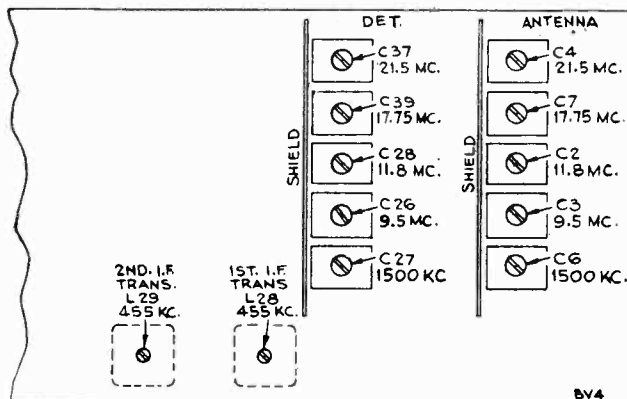 DET.
C37
21.5 MC.
C39
17.75 MC.
C28
11.8 MC.
C26
9.5 MC.
C27
1500 KC
SHIELD
ANTENNA
C4
21.5 MC.
C7
17.75 MC.
C2
11.8 MC.
C3
9.5 MC.
C6
1500 KC.
SHIELD
2ND. I.F.
TRANS.
L29
455 KC.
1ST. I.F.
TRANS
L28
455 KC.
BV4